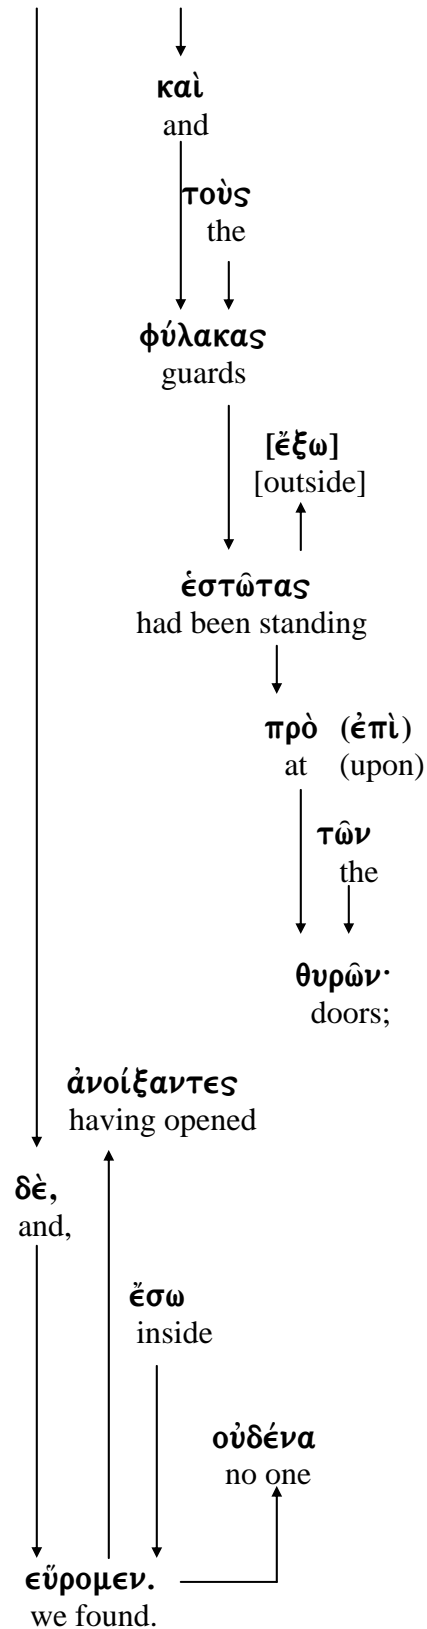 καὶ
and
τοὺς
the
φύλακας
guards
[ἔξω]
[outside]
ἑστῶτας
had been standing
πρὸ (ἐπὶ)
at (upon)
τῶν
the
θυρῶν·
doors;
ἀνοίξαντες
having opened
δὲ,
and,
ἔσω
inside
οὐδένα
no one
εὕρομεν.
we found.